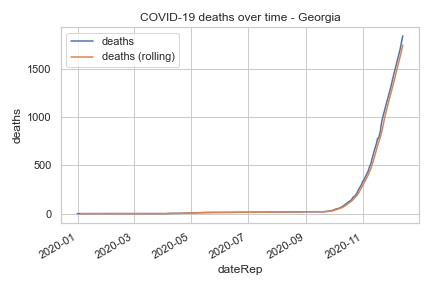 COVID-19 deaths over time - Georgia
deaths
deaths (rolling)
deaths
1500
1000
500
0
2020-01
2020-03
2020-05
2020-07
2020-09
2020-11
dateRep